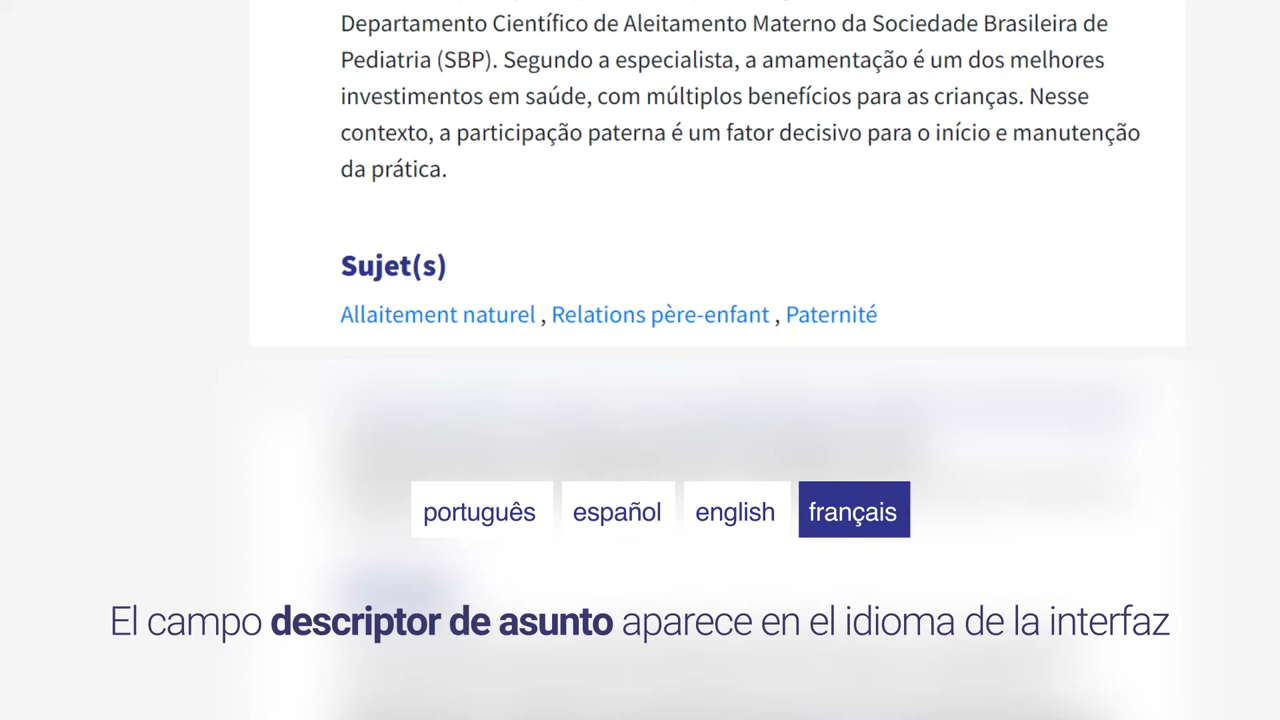 Departamento Científico de Aleitamento Materno da Sociedade Brasileira de
Pediatria (SBP). Segundo a especialista, a amamentação é um dos melhores
investimentos em saúde, com múltiplos benefícios para as crianças. Nesse
contexto, a participação paterna é um fator decisivo para o início e manutenção
da prática.
Sujet(s)
Allaitement naturel , Relations père-enfant , Paternité
português español english français
El campo descriptor de asunto aparece en el idioma de la interfaz